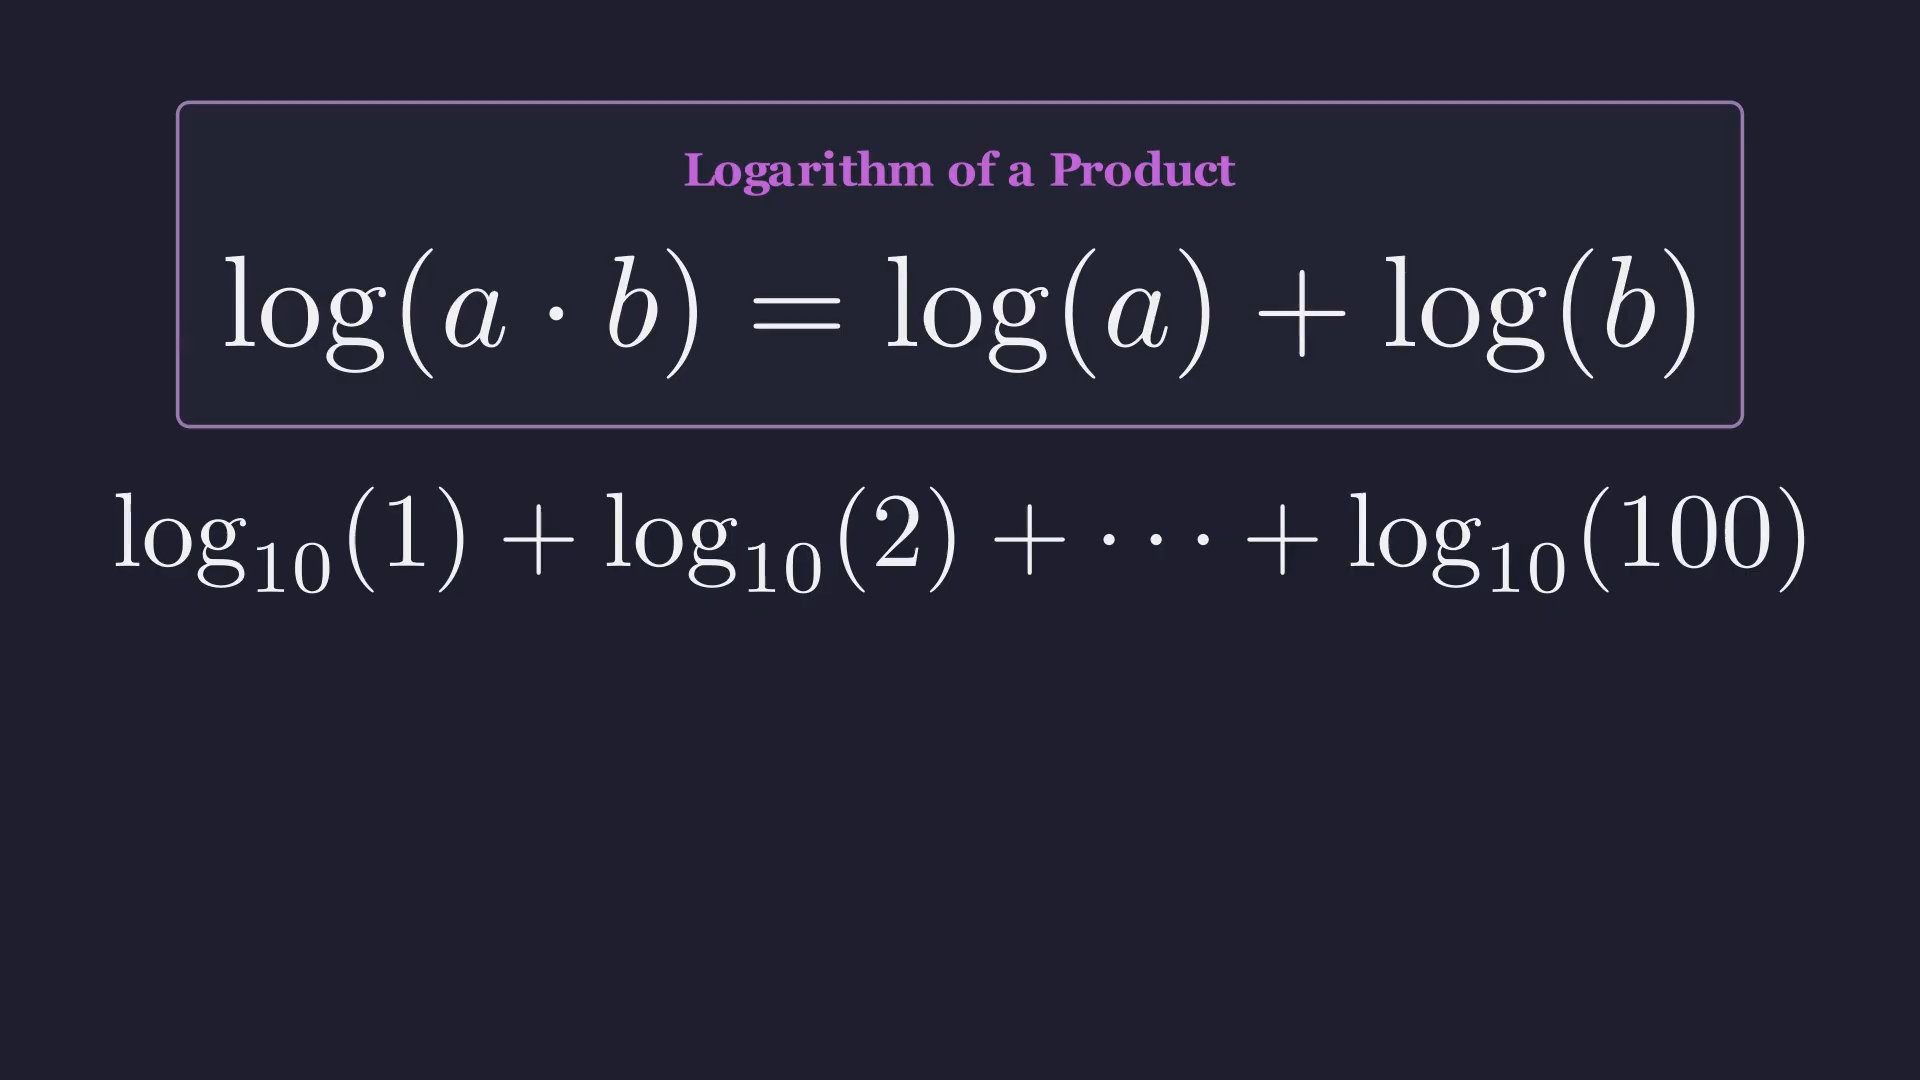 Logarithm of a Product
log(a · b) = log(a) + log(b)
log₁₀(1) + log₁₀(2) + · · · + log₁₀(100)